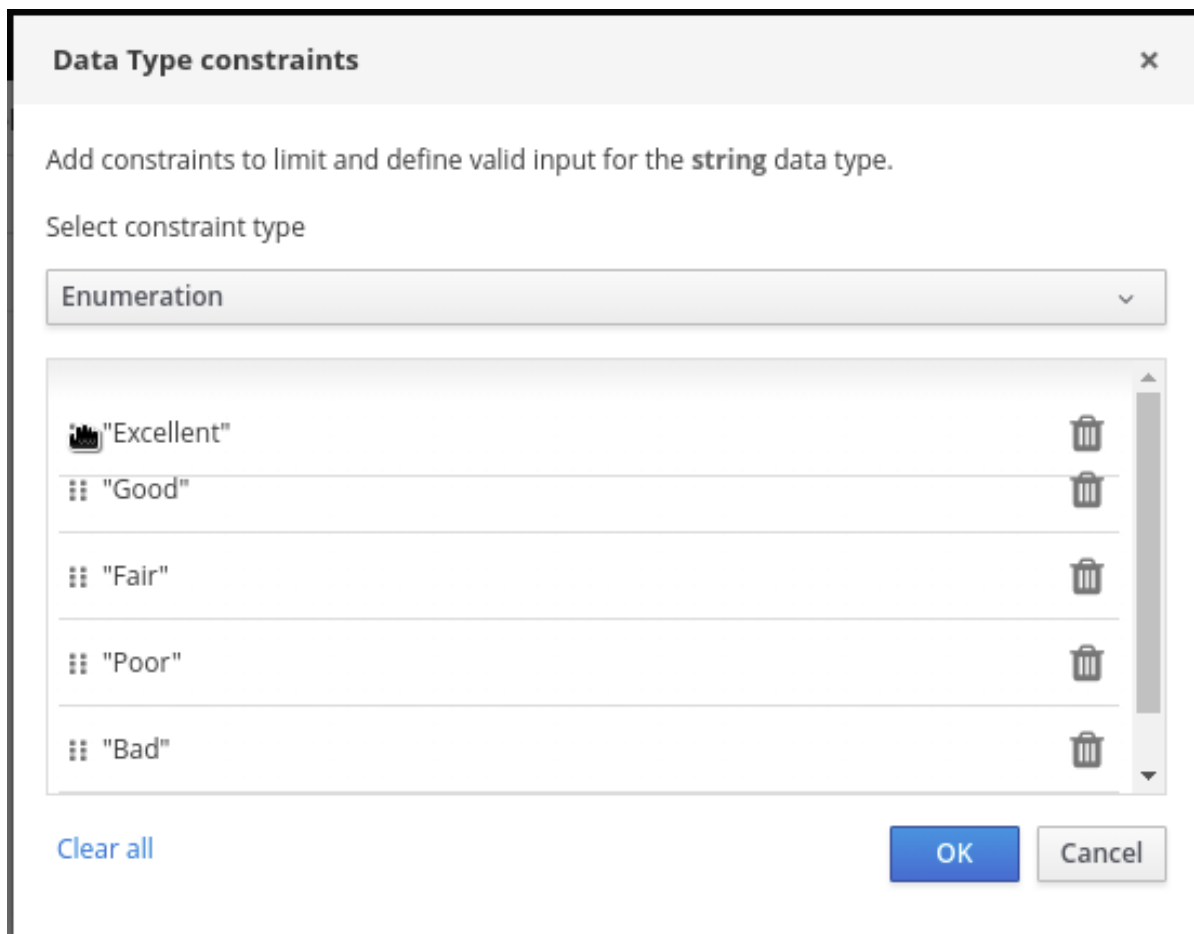 Data Type constraints
Add constraints to limit and define valid input for the string data type.
Select constraint type
Enumeration
"Excellent"
"Good"
"Fair"
"Poor"
"Bad"
Clear all
OK
Cancel